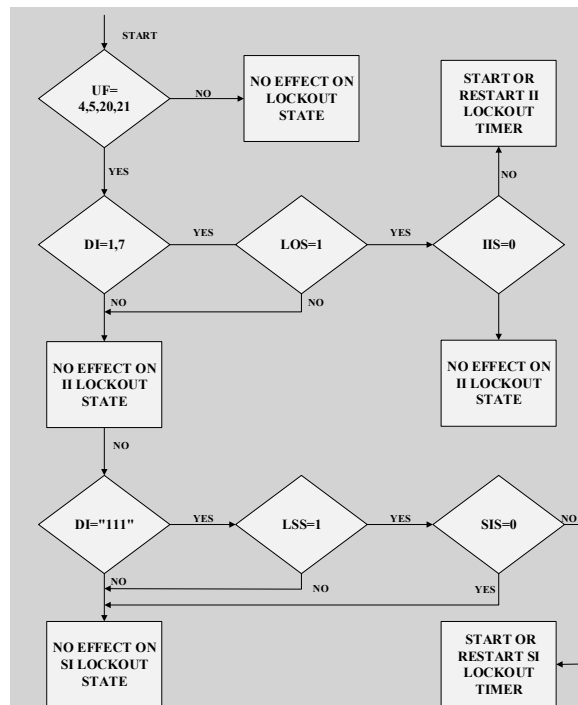 START
UF=
4,5,20,21
NO
NO EFFECT ON
LOCKOUT
STATE
START OR
RESTART II
LOCKOUT
TIMER
YES
NO
DI=1,7
YES
LOS=1
YES
IIS=0
NO
NO
NO EFFECT ON
II LOCKOUT
STATE
NO EFFECT ON
II LOCKOUT
STATE
NO
DI="111"
YES
LSS=1
YES
SIS=0
NO
NO
NO
YES
NO EFFECT ON
SI LOCKOUT
STATE
START OR
RESTART SI
LOCKOUT
TIMER